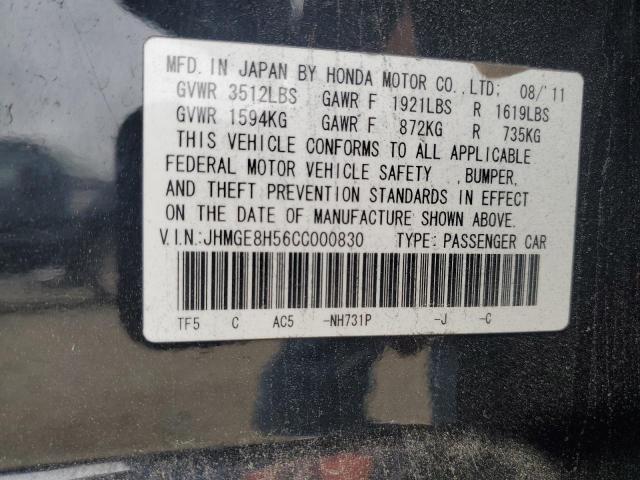 MFD. IN JAPAN BY HONDA MOTOR CO., LTD: 08/'11
GVWR 3512LBS GAWR F 1921LBS R 1619LBS
GVWR 1594KG GAWR F 872KG R 735KG
THIS VEHICLE CONFORMS TO ALL APPLICABLE
FEDERAL MOTOR VEHICLE SAFETY , BUMPER,
AND THEFT PREVENTION STANDARDS IN EFFECT
ON THE DATE OF MANUFACTURE SHOWN ABOVE.
V.I.N.:JHMGE8H56CC000830 TYPE: PASSENGER CAR
TF5 C AC5 -NH731P -J -C